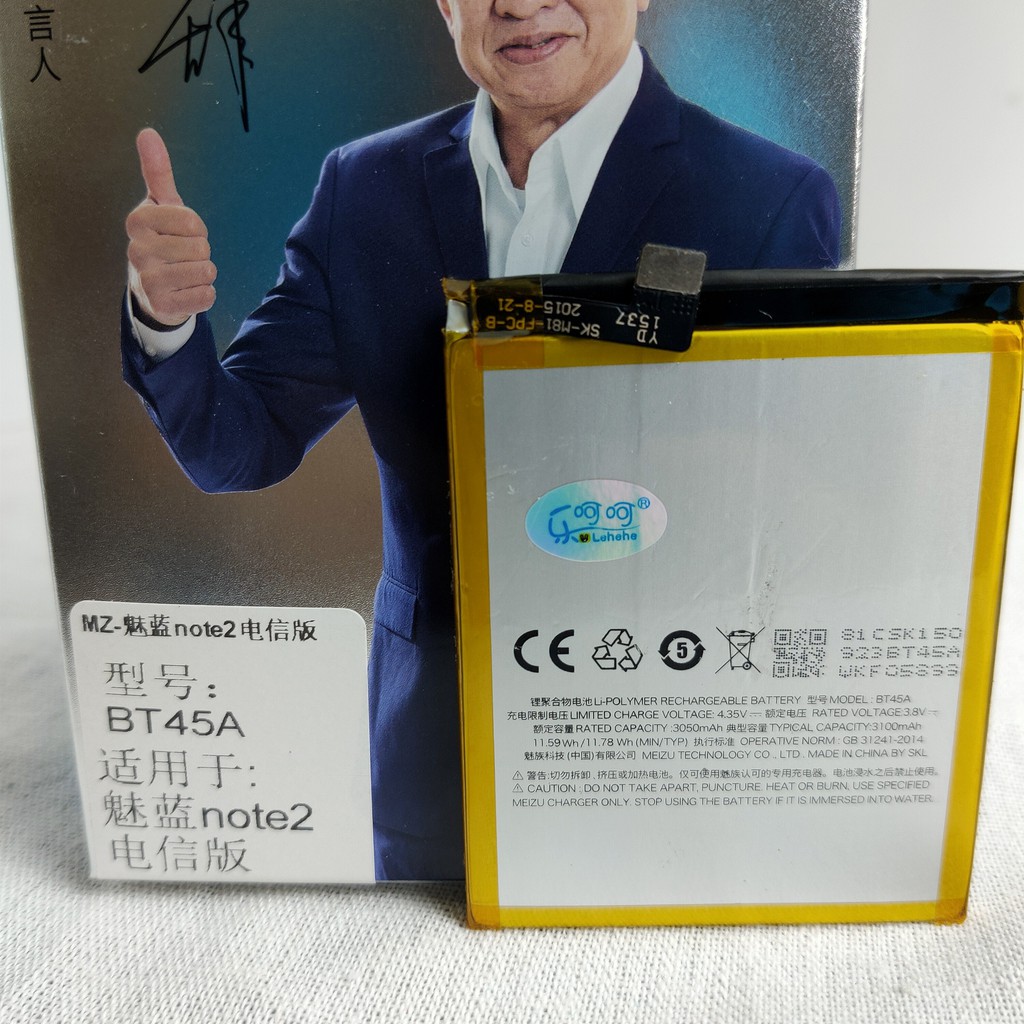 言人
MZ-魅蓝note2电信版
型号：
BT45A
适用于：
魅蓝note2
电信版
SK-M81-FPC-B
2015-8-21
YD
1537
乐呵呵®
Lehehe
CE
5
81CSK150
923BT45A
WKF05899
锂聚合物电池 Li-POLYMER RECHARGEABLE BATTERY 型号 MODEL: BT45A
充电限制电压 LIMITED CHARGE VOLTAGE: 4.35V⎓ 额定电压 RATED VOLTAGE:3.8V⎓
额定容量 RATED CAPACITY :3050mAh 典型容量 TYPICAL CAPACITY:3100mAh
11.59Wh /11.78 Wh (MIN/TYP) 执行标准 OPERATIVE NORM : GB 31241-2014
魅族科技 (中国)有限公司 MEIZU TECHNOLOGY CO., LTD. MADE IN CHINA BY SKL
⚠ 警告:切勿拆卸、挤压或加热电池。仅可使用魅族认可的专用充电器。电池浸水之后禁止使用。
⚠ CAUTION : DO NOT TAKE APART, PUNCTURE. HEAT OR BURN, USE SPECIFIED
MEIZU CHARGER ONLY. STOP USING THE BATTERY IF IT IS IMMERSED INTO WATER.